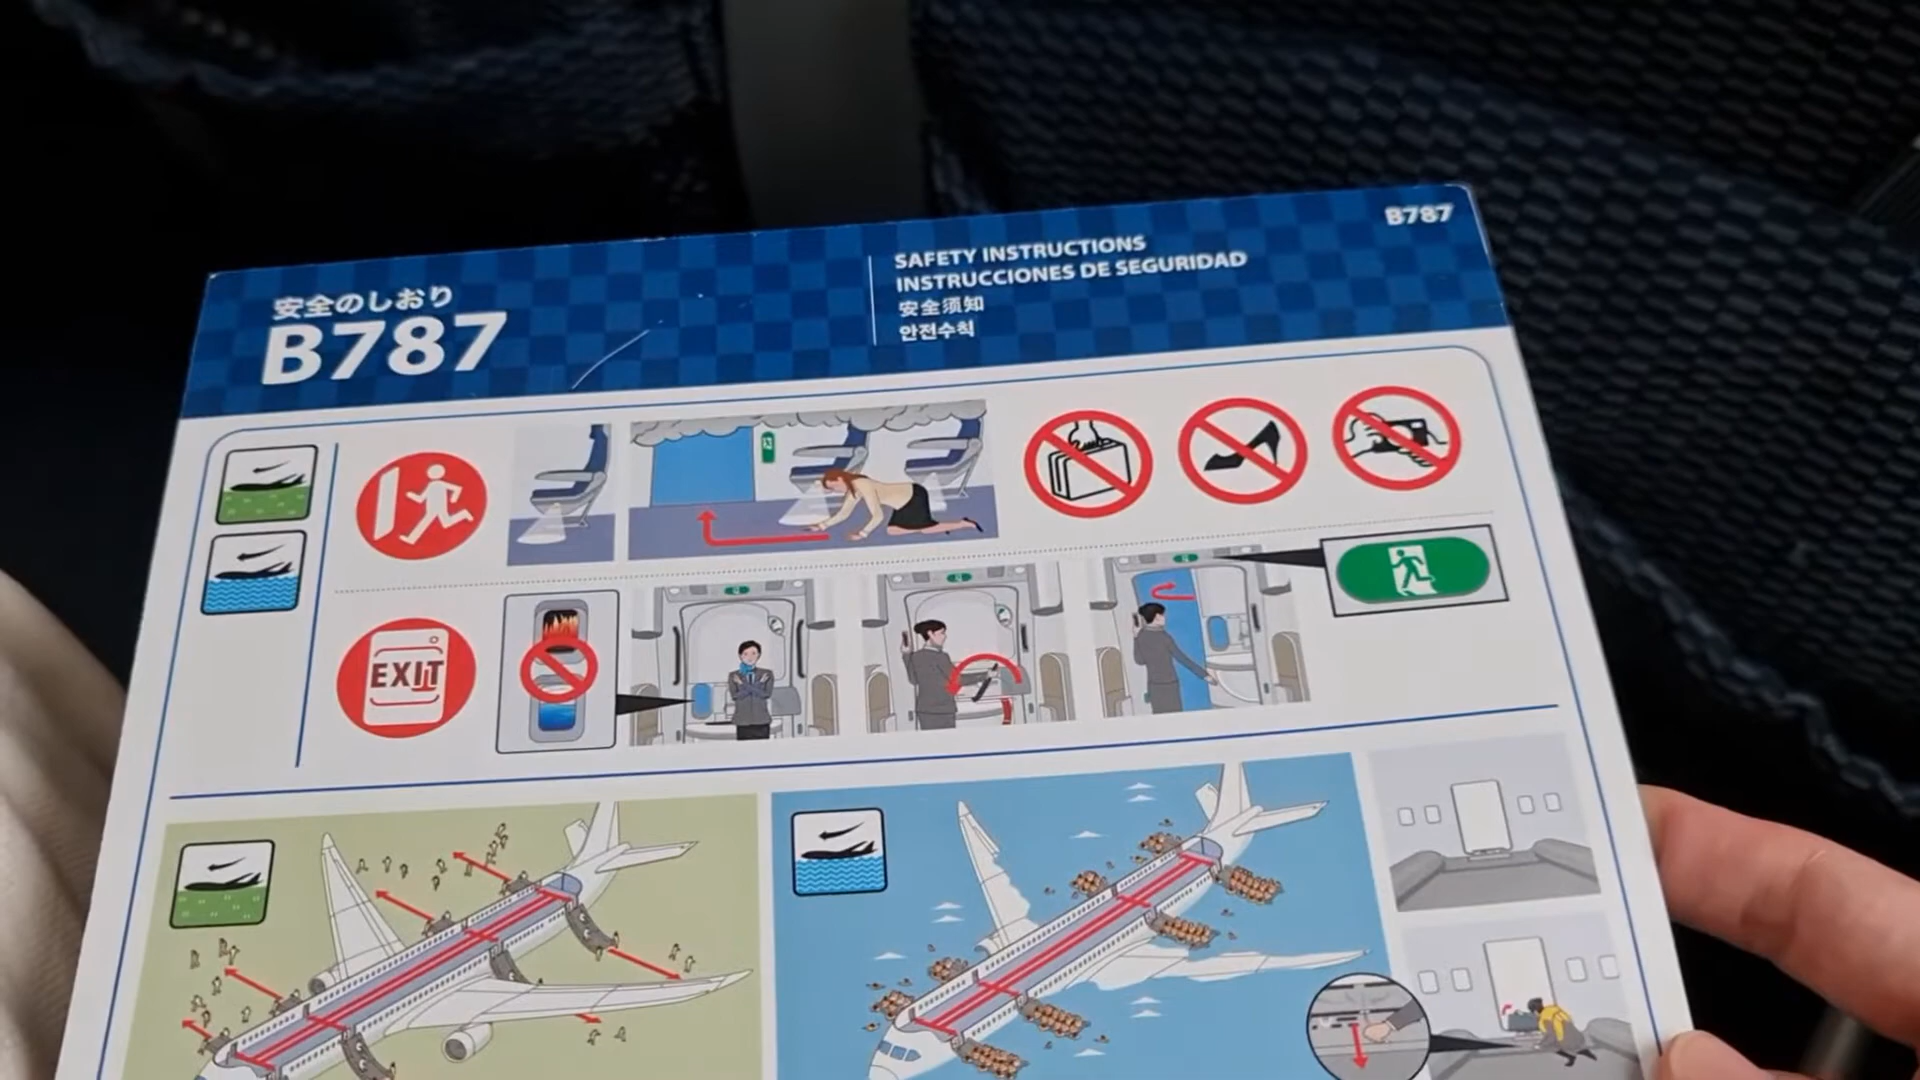 安全のしおり
B787
SAFETY INSTRUCTIONS
INSTRUCCIONES DE SEGURIDAD
安全须知
안전수칙
B787
EXIT